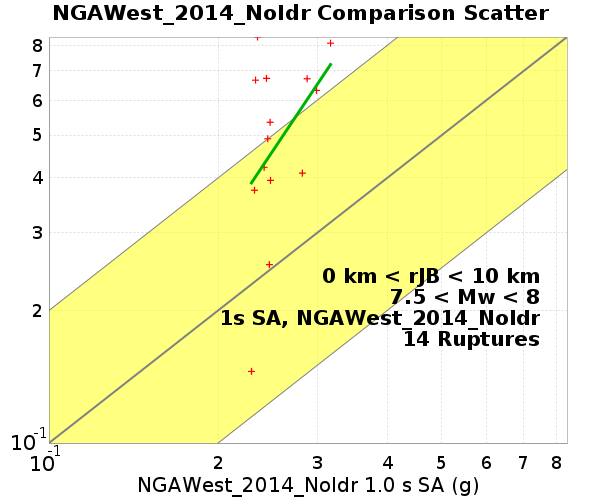 NGAWest_2014_NoIdr Comparison Scatter
8
7
6
5
4
3
2
10-1
0 km < rJB < 10 km
7.5 < Mw < 8
1s SA, NGAWest_2014_NoIdr
14 Ruptures
10-1 2 3 4 5 6 7 8
NGAWest_2014_NoIdr 1.0 s SA (g)